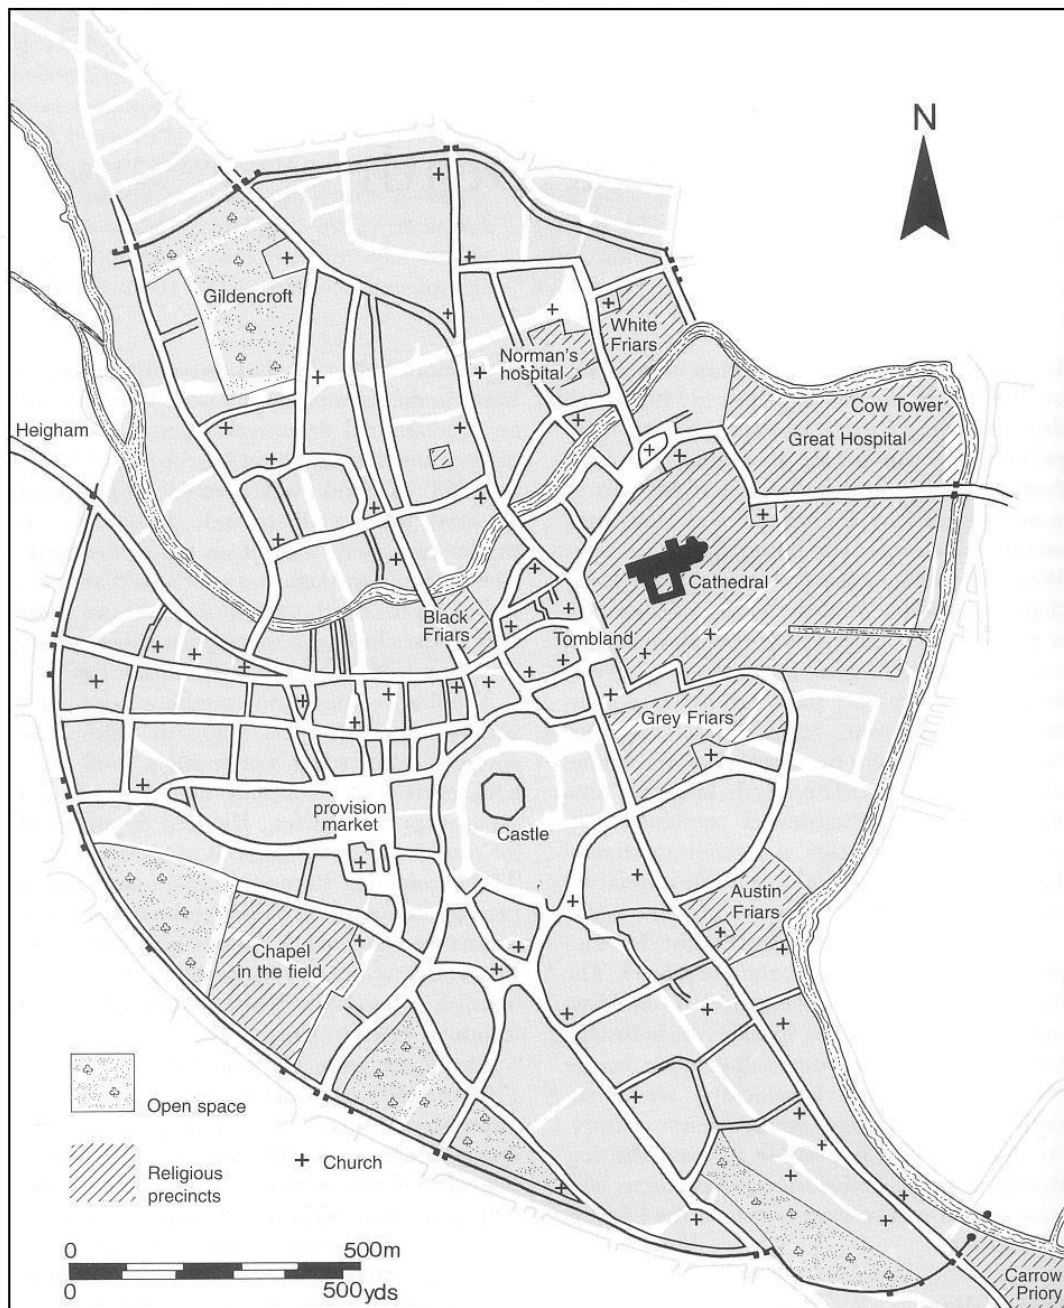 N
Gildencroft
White
Friars
Norman's
hospital
Cow Tower
Great Hospital
Heigham
Cathedral
Black
Friars
Tombland
Grey Friars
provision
market
Castle
Austin
Friars
Chapel
in the field
Open space
Religious
precincts
Church
0 500m
0 500yds
Carrow
Priory